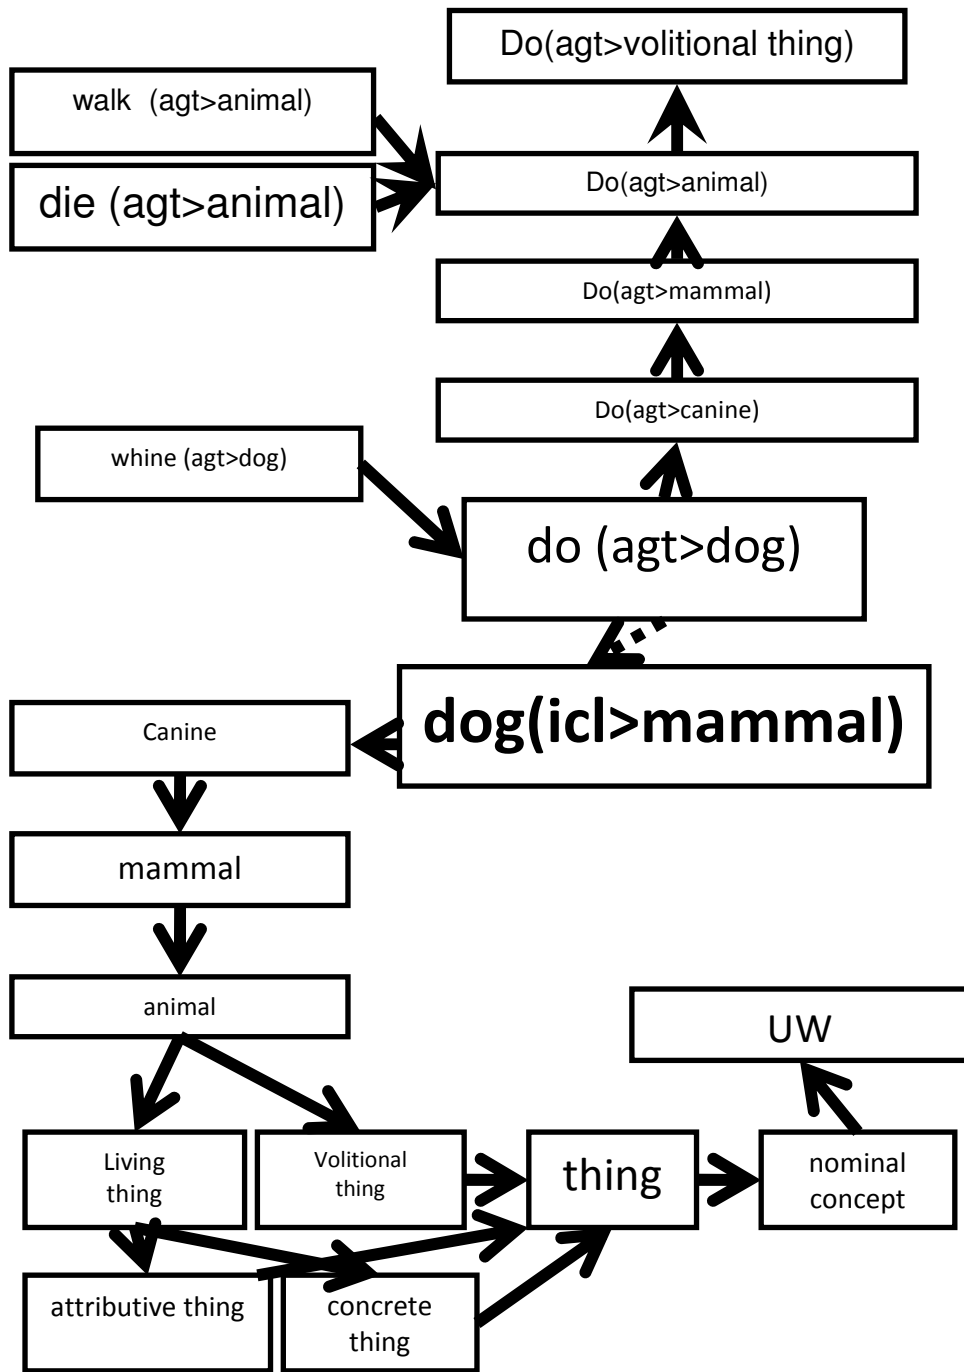 Do(agt>volitional thing)
walk (agt>animal)
die (agt>animal)
Do(agt>animal)
Do(agt>mammal)
Do(agt>canine)
whine (agt>dog)
do (agt>dog)
dog(icl>mammal)
Canine
mammal
animal
UW
Living
thing
Volitional
thing
thing
nominal
concept
attributive thing
concrete
thing